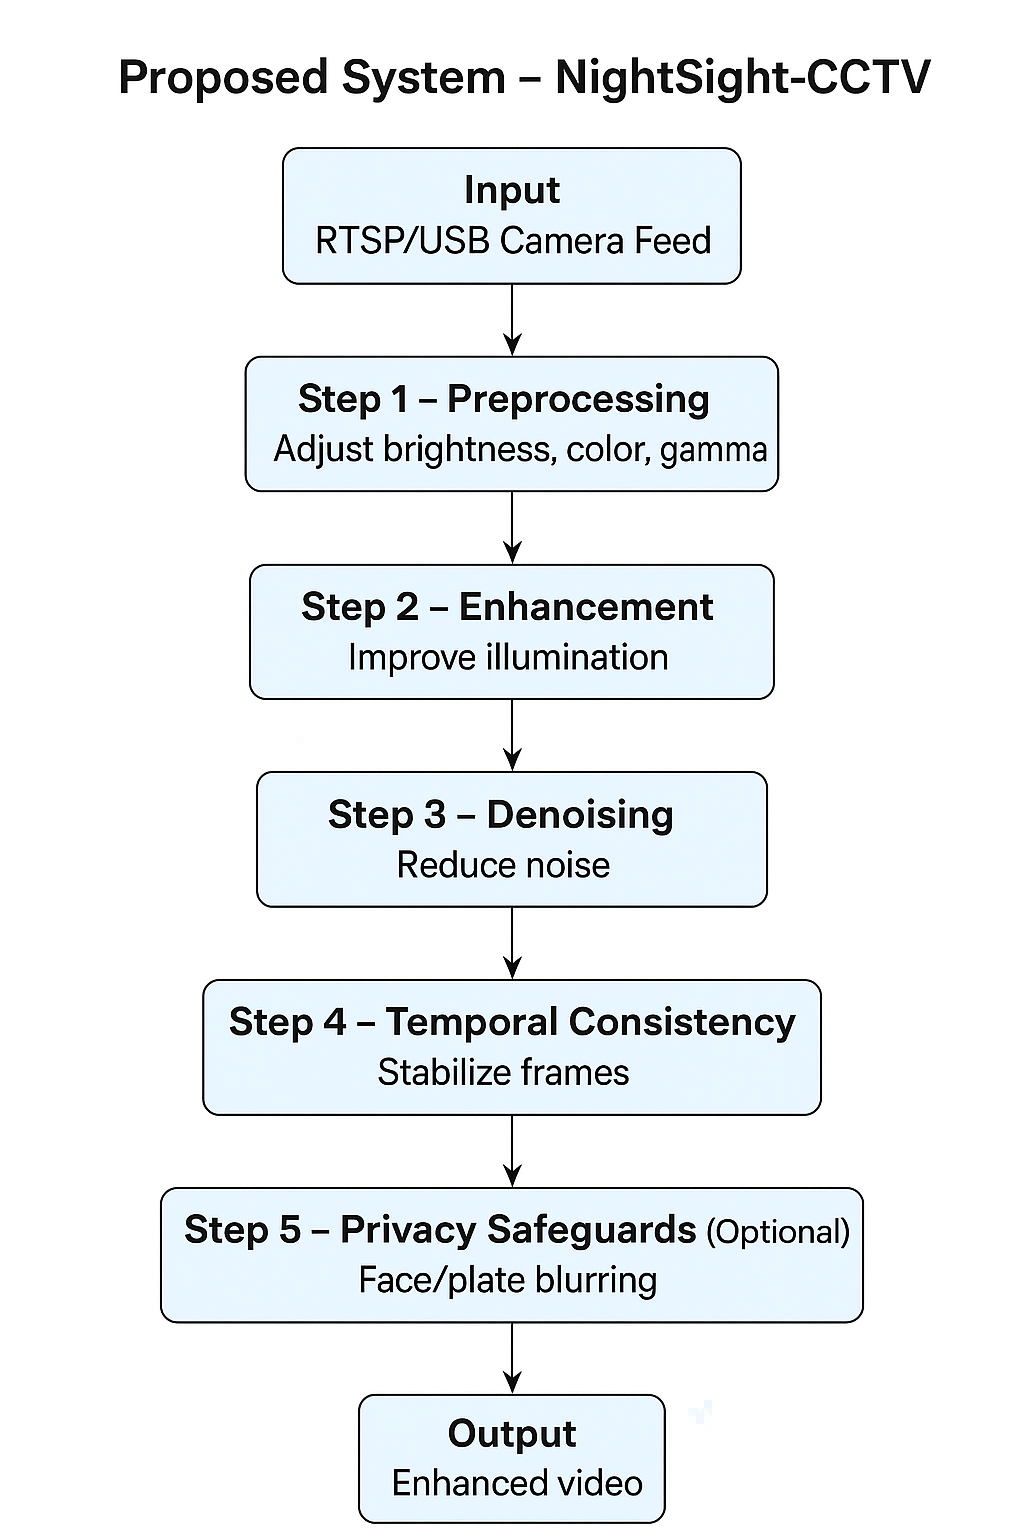 Proposed System – NightSight-CCTV
Input
RTSP/USB Camera Feed
Step 1 – Preprocessing
Adjust brightness, color, gamma
Step 2 – Enhancement
Improve illumination
Step 3 – Denoising
Reduce noise
Step 4 – Temporal Consistency
Stabilize frames
Step 5 – Privacy Safeguards (Optional)
Face/plate blurring
Output
Enhanced video